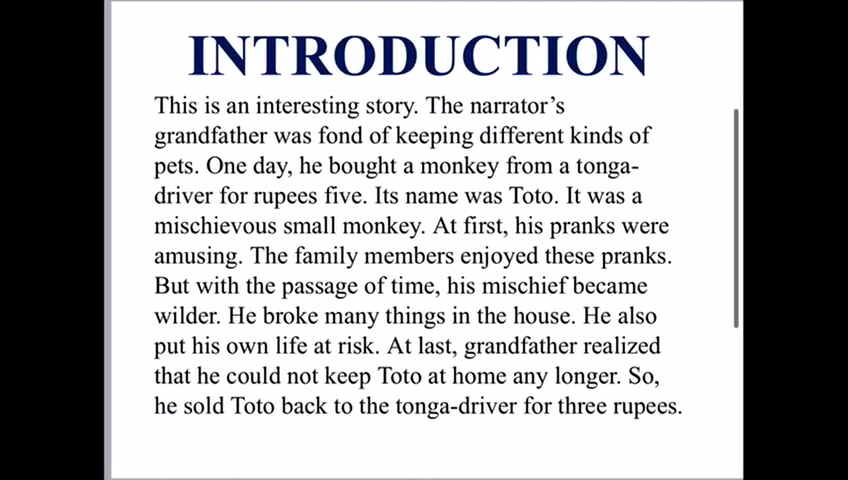 INTRODUCTION
This is an interesting story. The narrator’s
grandfather was fond of keeping different kinds of
pets. One day, he bought a monkey from a tonga-
driver for rupees five. Its name was Toto. It was a
mischievous small monkey. At first, his pranks were
amusing. The family members enjoyed these pranks.
But with the passage of time, his mischief became
wilder. He broke many things in the house. He also
put his own life at risk. At last, grandfather realized
that he could not keep Toto at home any longer. So,
he sold Toto back to the tonga-driver for three rupees.